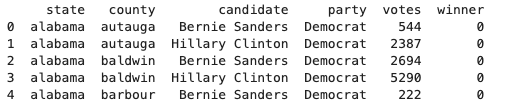 state county candidate party votes winner
0 alabama autauga Bernie Sanders Democrat 544 0
1 alabama autauga Hillary Clinton Democrat 2387 0
2 alabama baldwin Bernie Sanders Democrat 2694 0
3 alabama baldwin Hillary Clinton Democrat 5290 0
4 alabama barbour Bernie Sanders Democrat 222 0